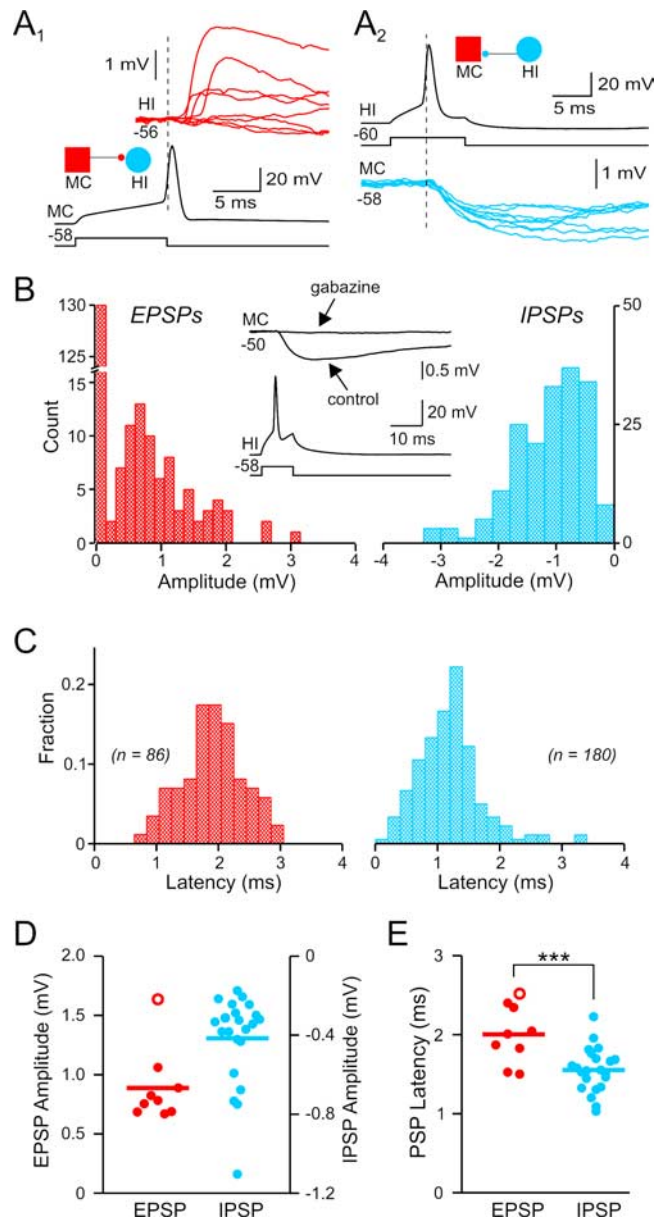 A1
1 mV
HI
-56
MC HI
20 mV
5 ms
MC
-58
A2
MC HI
20 mV
5 ms
HI
-60
MC
-58
1 mV
B
EPSPs
IPSPs
gabazine
MC
-50
control
0.5 mV
20 mV
10 ms
HI
-58
Count
130
125
15
10
5
0
0 1 2 3 4
Amplitude (mV)
50
25
0
-4 -3 -2 -1 0
Amplitude (mV)
C
Fraction
0.2
0.1
0
(n = 86)
0 1 2 3 4
Latency (ms)
(n = 180)
0 1 2 3 4
Latency (ms)
D
EPSP Amplitude (mV)
2.0
1.5
1.0
0.5
0
EPSP IPSP
0
-0.4
-0.8
-1.2
IPSP Amplitude (mV)
E
PSP Latency (ms)
3
2
1
0
***
EPSP IPSP